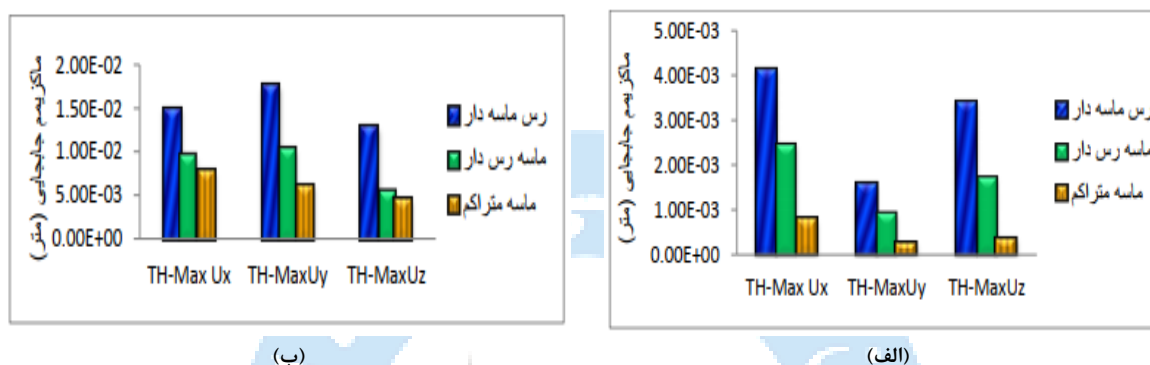 5.00E-03
4.00E-03
3.00E-03
2.00E-03
1.00E-03
0.00E+00
ماکزیمم جابجایی (متر)
TH-Max Ux TH-MaxUy TH-MaxUz
رس ماسه دار
ماسه رس دار
ماسه متراکم
(الف)
2.00E-02
1.50E-02
1.00E-02
5.00E-03
0.00E+00
ماکزیمم جابجایی (متر)
TH-Max Ux TH-MaxUy TH-MaxUz
رس ماسه دار
ماسه رس دار
ماسه متراکم
(ب)